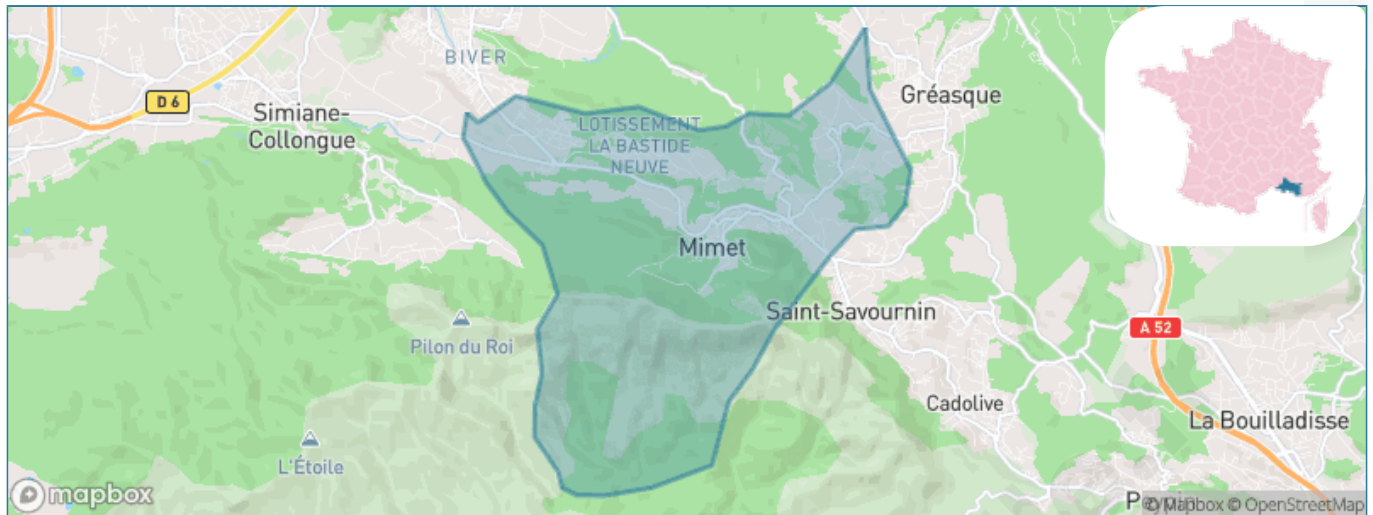 BIVER
D 6
Simiane-
Collongue
Gréasque
LOTISSEMENT
LA BASTIDE
NEUVE
Mimet
Saint-Savournin
Pilon du Roi
A 52
Cadolive
La Bouilladisse
L'Étoile
mapbox
© Mapbox © OpenStreetMap